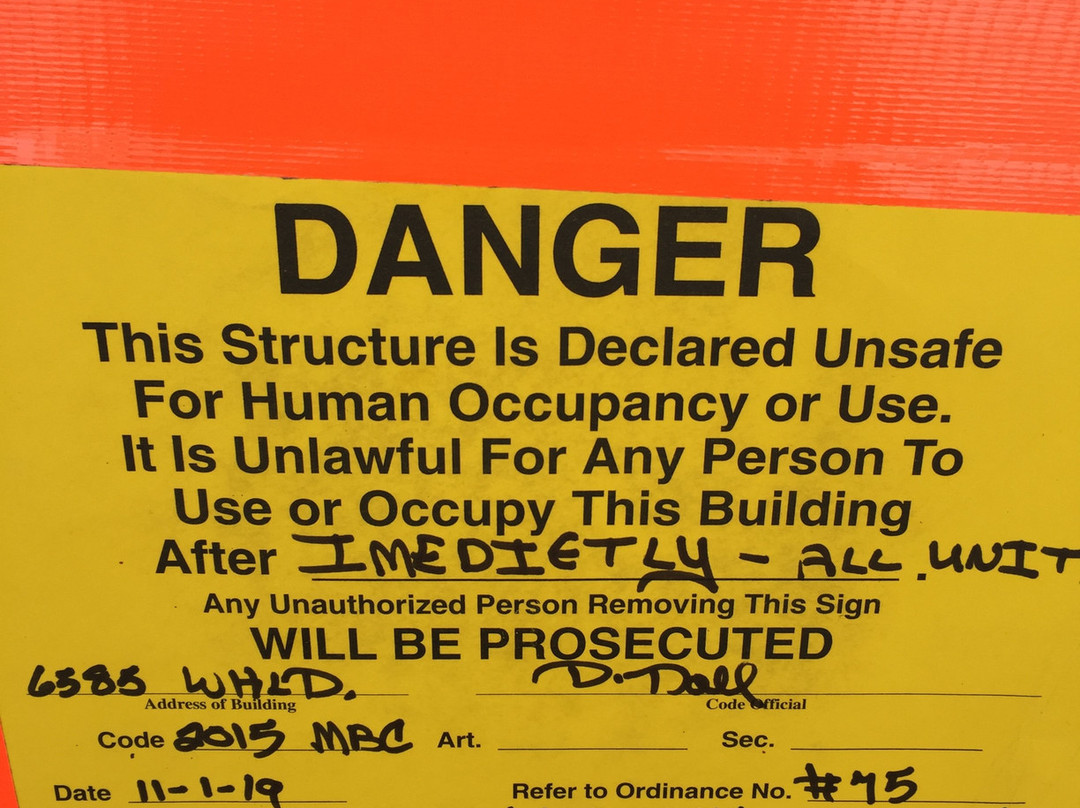 DANGER
This Structure Is Declared Unsafe
For Human Occupancy or Use.
It Is Unlawful For Any Person To
Use or Occupy This Building
After IMEDIETLY - ALL UNIT
Any Unauthorized Person Removing This Sign
WILL BE PROSECUTED
6585 WHLD. D. Dall
Address of Building Code Official
Code 2015 MBC Art. Sec.
Date 11-1-19 Refer to Ordinance No. #75